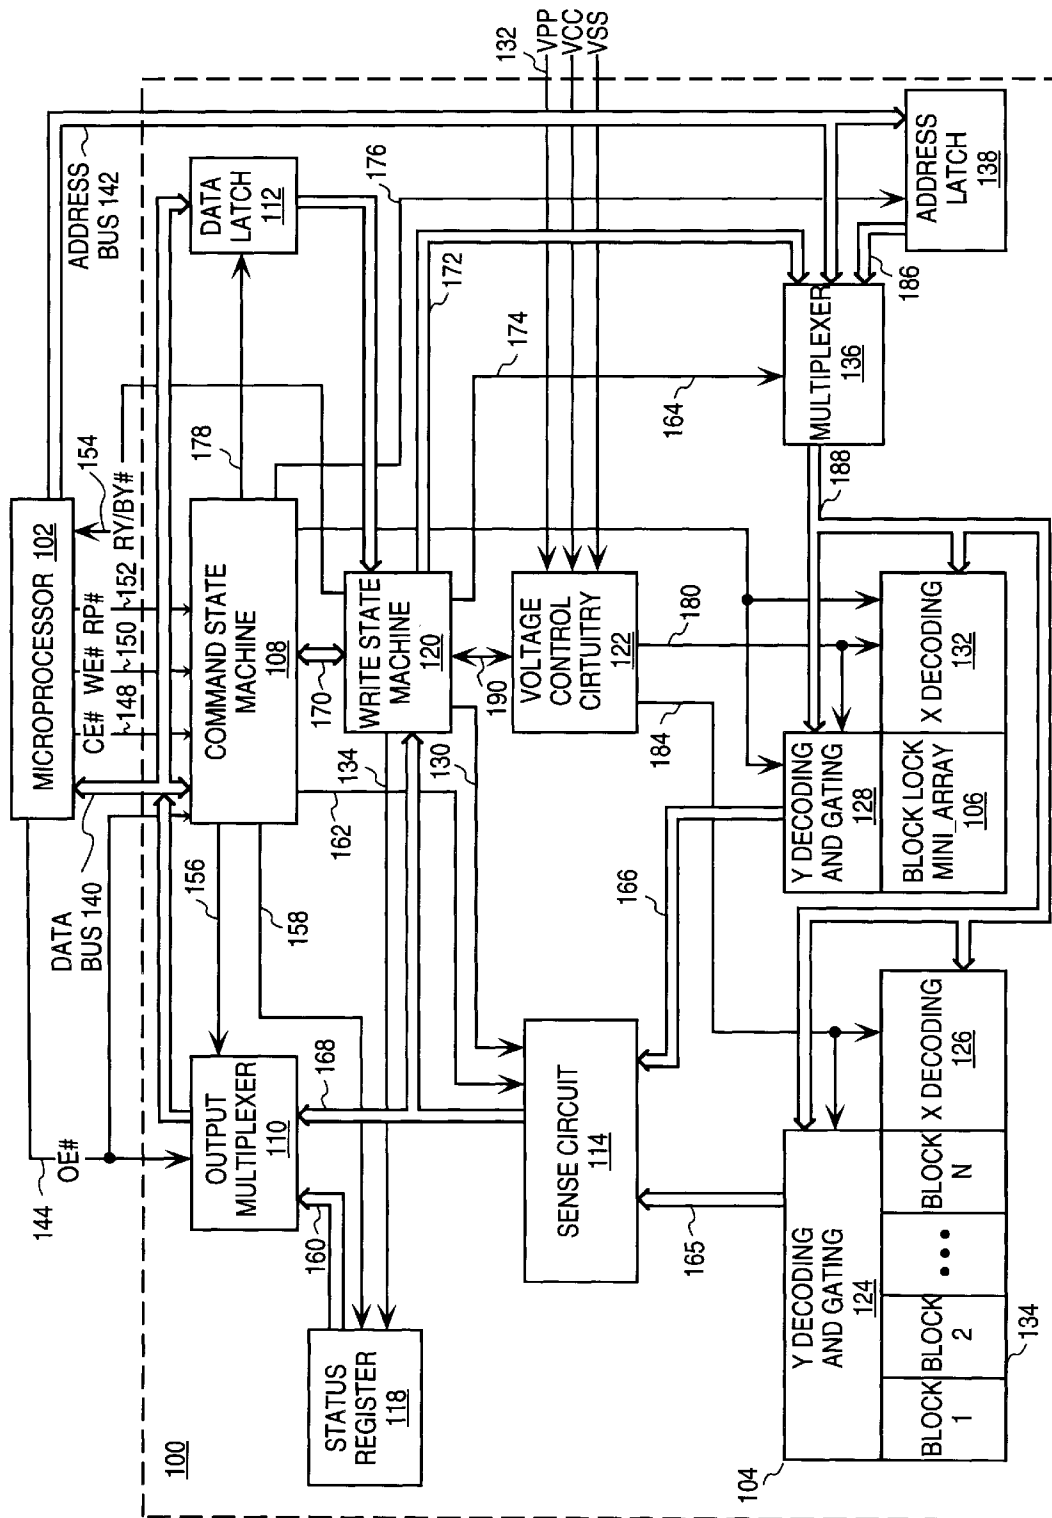 MICROPROCESSOR 102
144
OE#
DATA
BUS 140
CE# WE# RP#
148
150
152
RY/BY#
154
ADDRESS
BUS 142
100
STATUS
REGISTER
118
160
OUTPUT
MULTIPLEXER
110
156
158
168
COMMAND STATE
MACHINE
108
178
DATA
LATCH
112
176
162
134
130
170
WRITE STATE
MACHINE
120
172
174
164
132
VPP
VCC
VSS
SENSE CIRCUIT
114
190
VOLTAGE
CONTROL
CIRTUITRY
122
184
180
165
166
MULTIPLEXER
136
188
186
ADDRESS
LATCH
138
104
Y DECODING
AND GATING
124
BLOCK
1
BLOCK
2
•••
BLOCK
N
X DECODING
126
134
Y DECODING
AND GATING
128
BLOCK LOCK
MINI_ARRAY
106
X DECODING
132